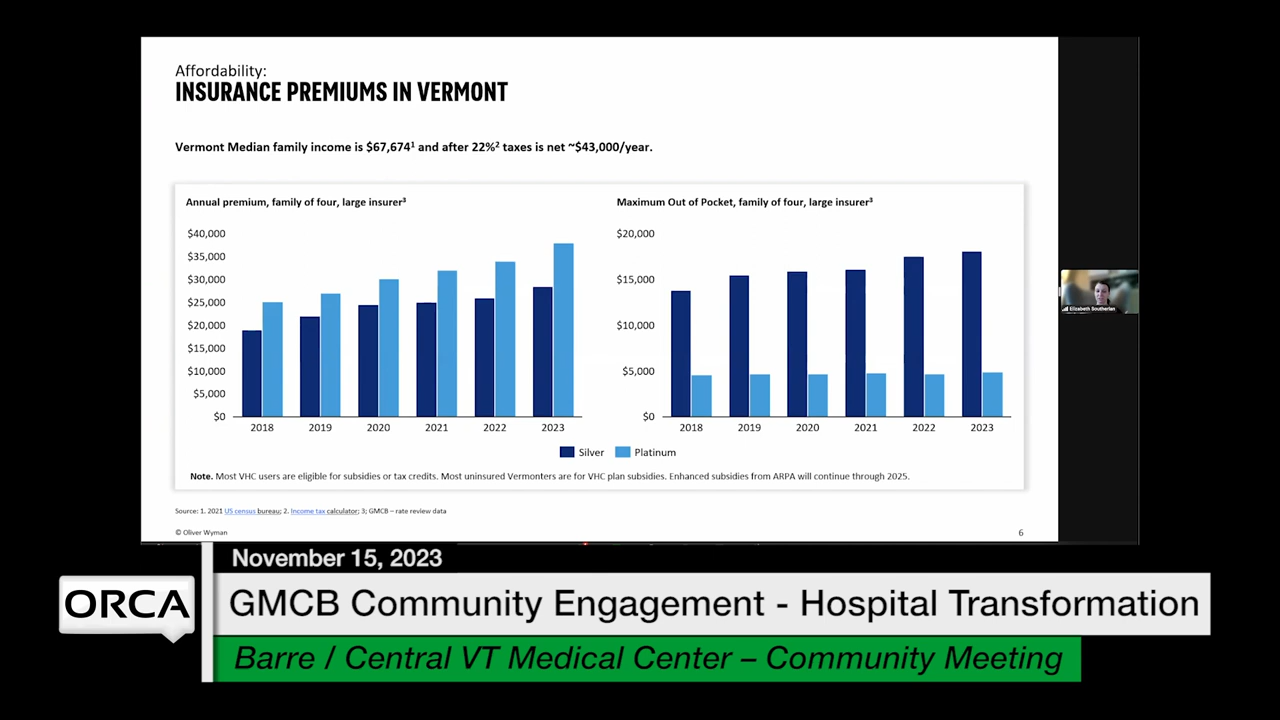 Affordability:
INSURANCE PREMIUMS IN VERMONT
Vermont Median family income is $67,674¹ and after 22%² taxes is net ~$43,000/year.
Annual premium, family of four, large insurer³
$40,000
$35,000
$30,000
$25,000
$20,000
$15,000
$10,000
$5,000
$0
2018 2019 2020 2021 2022 2023
Maximum Out of Pocket, family of four, large insurer³
$20,000
$15,000
$10,000
$5,000
$0
2018 2019 2020 2021 2022 2023
Silver Platinum
Note. Most VHC users are eligible for subsidies or tax credits. Most uninsured Vermonters are for VHC plan subsidies. Enhanced subsidies from ARPA will continue through 2025.
Source: 1. 2021 US census bureau; 2. Income tax calculator; 3; GMCB – rate review data
© Oliver Wyman
6
Elizabeth Southerlan
November 15, 2023
ORCA
GMCB Community Engagement - Hospital Transformation
Barre / Central VT Medical Center – Community Meeting